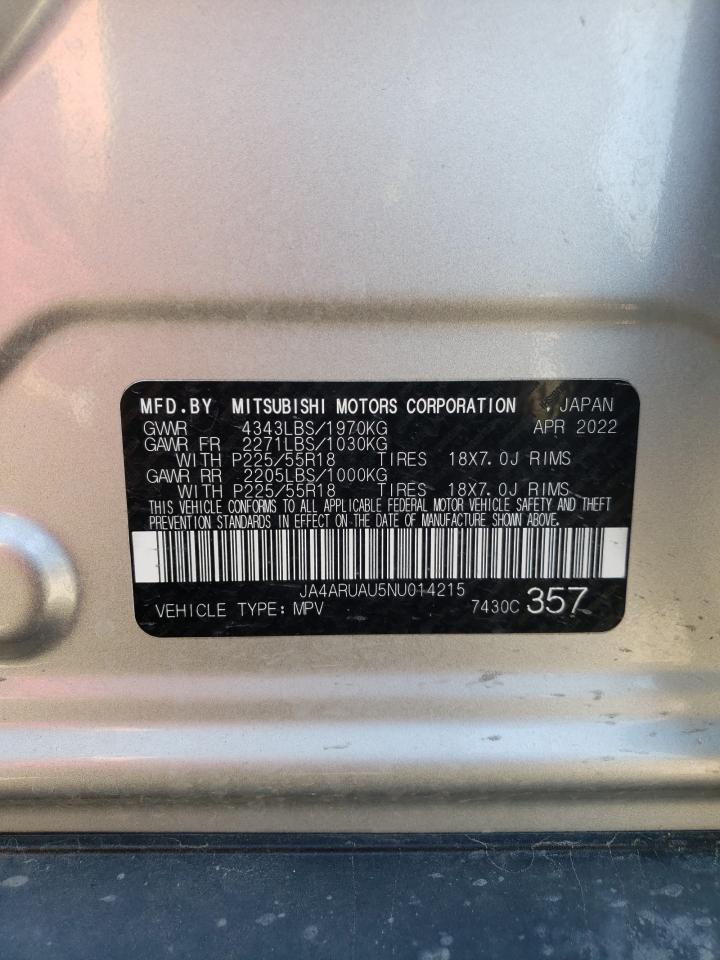 MFD.BY MITSUBISHI MOTORS CORPORATION , JAPAN
GVWR 4343LBS/1970KG APR 2022
GAWR FR 2271LBS/1030KG
WITH P225/55R18 TIRES 18X7.0J RIMS
GAWR RR 2205LBS/1000KG
WITH P225/55R18 TIRES 18X7.0J RIMS
THIS VEHICLE CONFORMS TO ALL APPLICABLE FEDERAL MOTOR VEHICLE SAFETY AND THEFT
PREVENTION STANDARDS IN EFFECT ON THE DATE OF MANUFACTURE SHOWN ABOVE.
JA4ARUAU5NU014215
VEHICLE TYPE: MPV 7430C 357